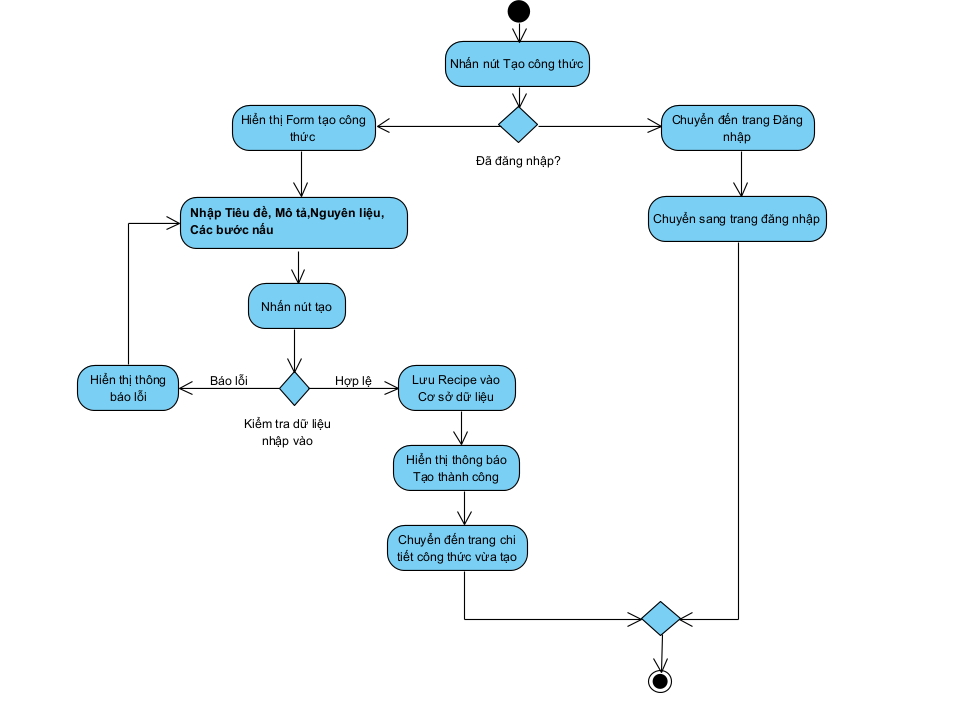 Nhấn nút Tạo công thức
Hiển thị Form tạo công
thức
Chuyển đến trang Đăng
nhập
Đã đăng nhập?
Nhập Tiêu đề, Mô tả,Nguyên liệu,
Các bước nấu
Chuyển sang trang đăng nhập
Nhấn nút tạo
Hiển thị thông
báo lỗi
Báo lỗi
Hợp lệ
Lưu Recipe vào
Cơ sở dữ liệu
Kiểm tra dữ liệu
nhập vào
Hiển thị thông báo
Tạo thành công
Chuyển đến trang chi
tiết công thức vừa tạo